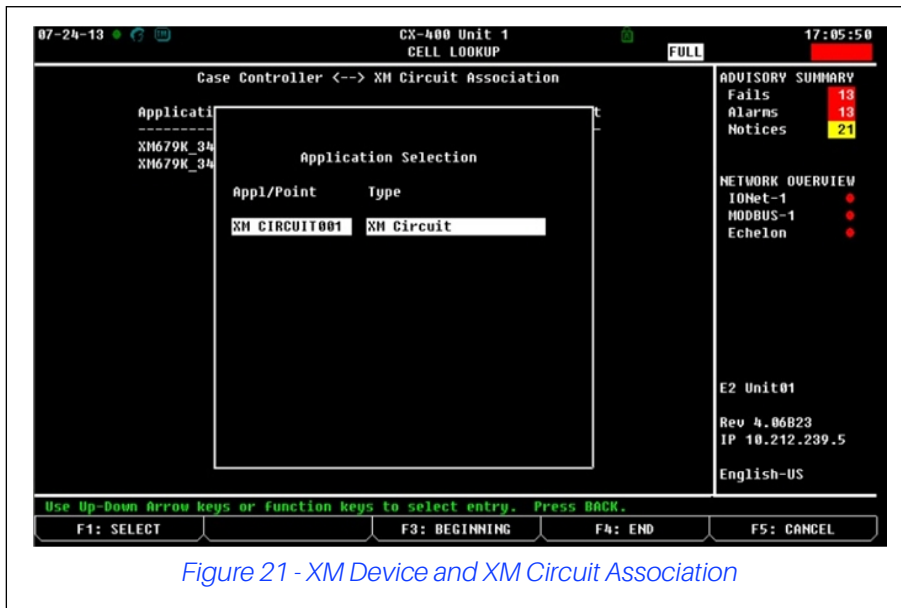 07-24-13 CX-400 Unit 1 17:05:50
CELL LOOKUP FULL
Case Controller <--> XM Circuit Association
Applicati t
XM679K_34
XM679K_34
Application Selection
Appl/Point Type
XM CIRCUIT001 XM Circuit
ADVISORY SUMMARY
Fails 13
Alarms 13
Notices 21
NETWORK OVERVIEW
IONet-1
MODBUS-1
Echelon
E2 Unit01
Rev 4.06B23
IP 10.212.239.5
English-US
Use Up-Down Arrow keys or function keys to select entry. Press BACK.
F1: SELECT F3: BEGINNING F4: END F5: CANCEL
Figure 21 - XM Device and XM Circuit Association